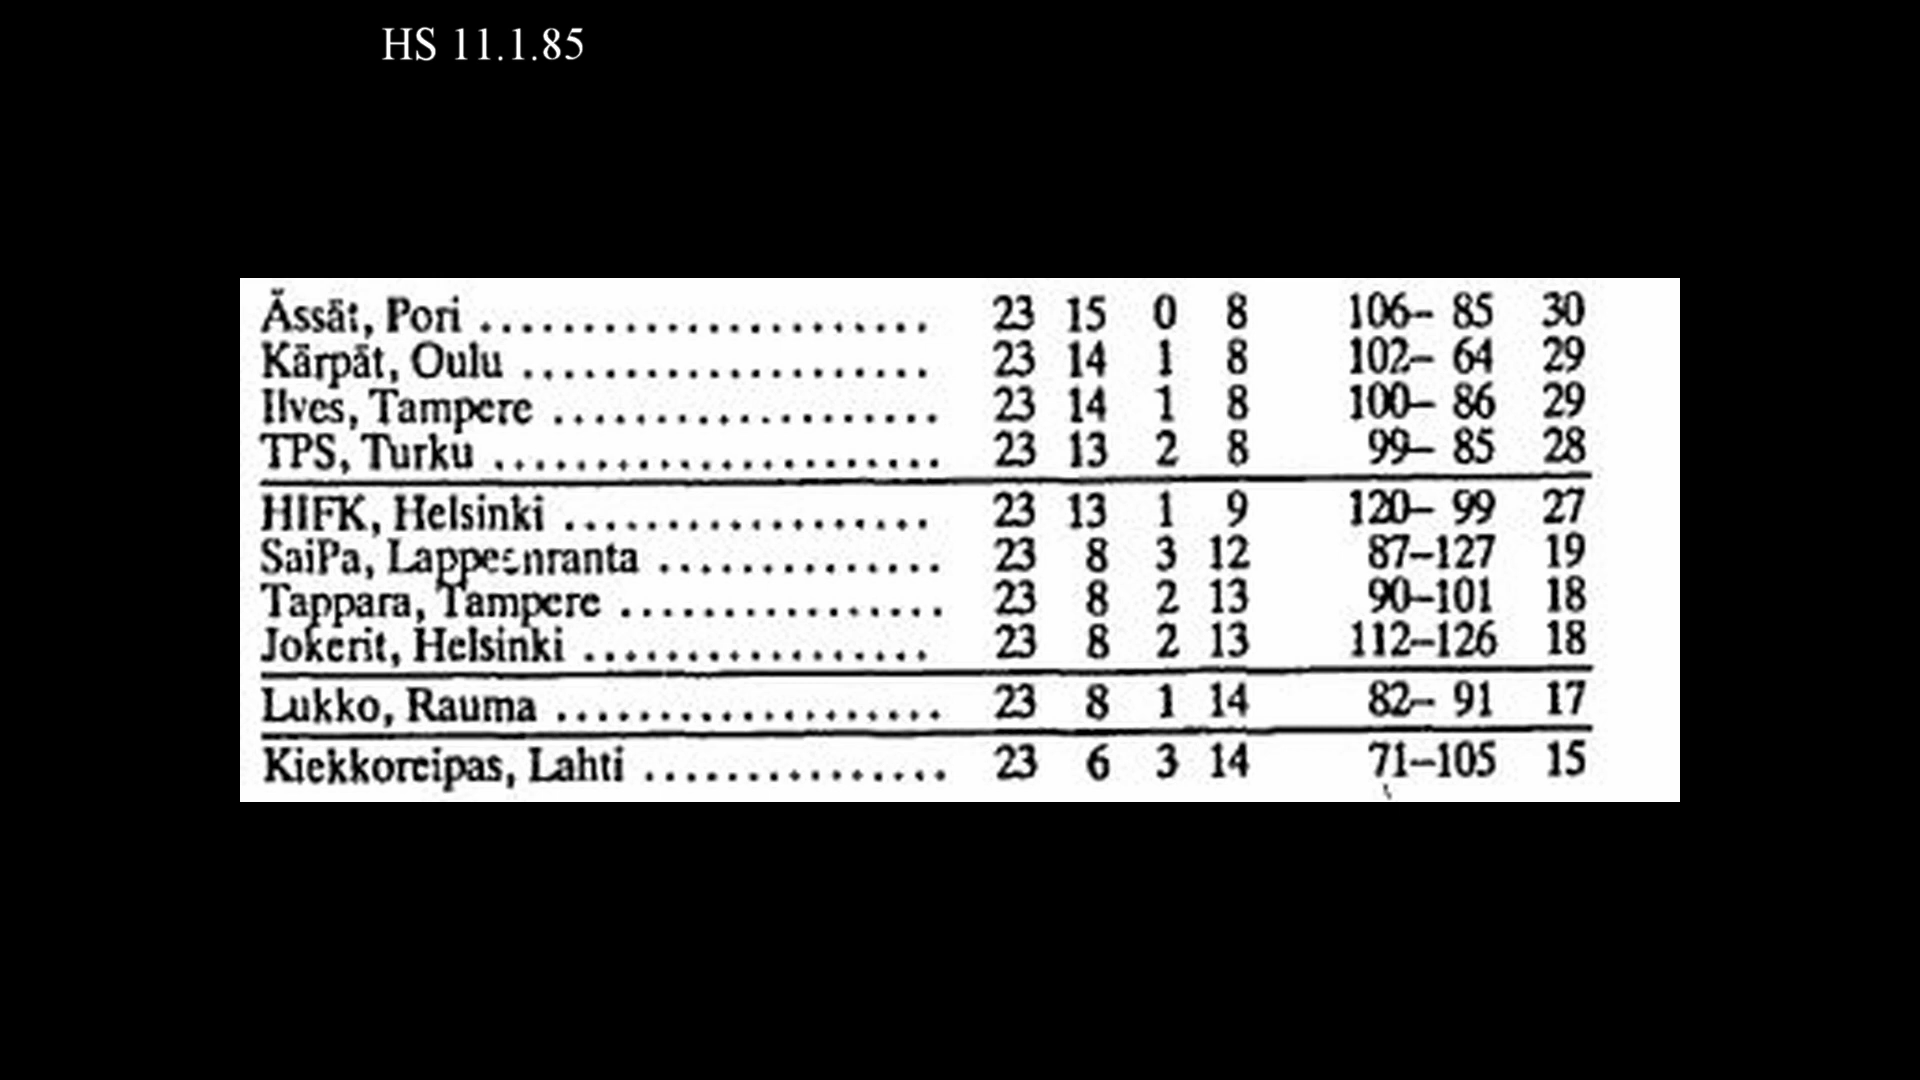 HS 11.1.85
Ässät, Pori ...................... 23 15 0 8 106– 85 30
Kärpät, Oulu .................... 23 14 1 8 102– 64 29
Ilves, Tampere ................... 23 14 1 8 100– 86 29
TPS, Turku ...................... 23 13 2 8 99– 85 28
HIFK, Helsinki .................. 23 13 1 9 120– 99 27
SaiPa, Lappeenranta .............. 23 8 3 12 87–127 19
Tappara, Tampere ................ 23 8 2 13 90–101 18
Jokerit, Helsinki ................. 23 8 2 13 112–126 18
Lukko, Rauma ................... 23 8 1 14 82– 91 17
Kiekkoreipas, Lahti ............... 23 6 3 14 71–105 15